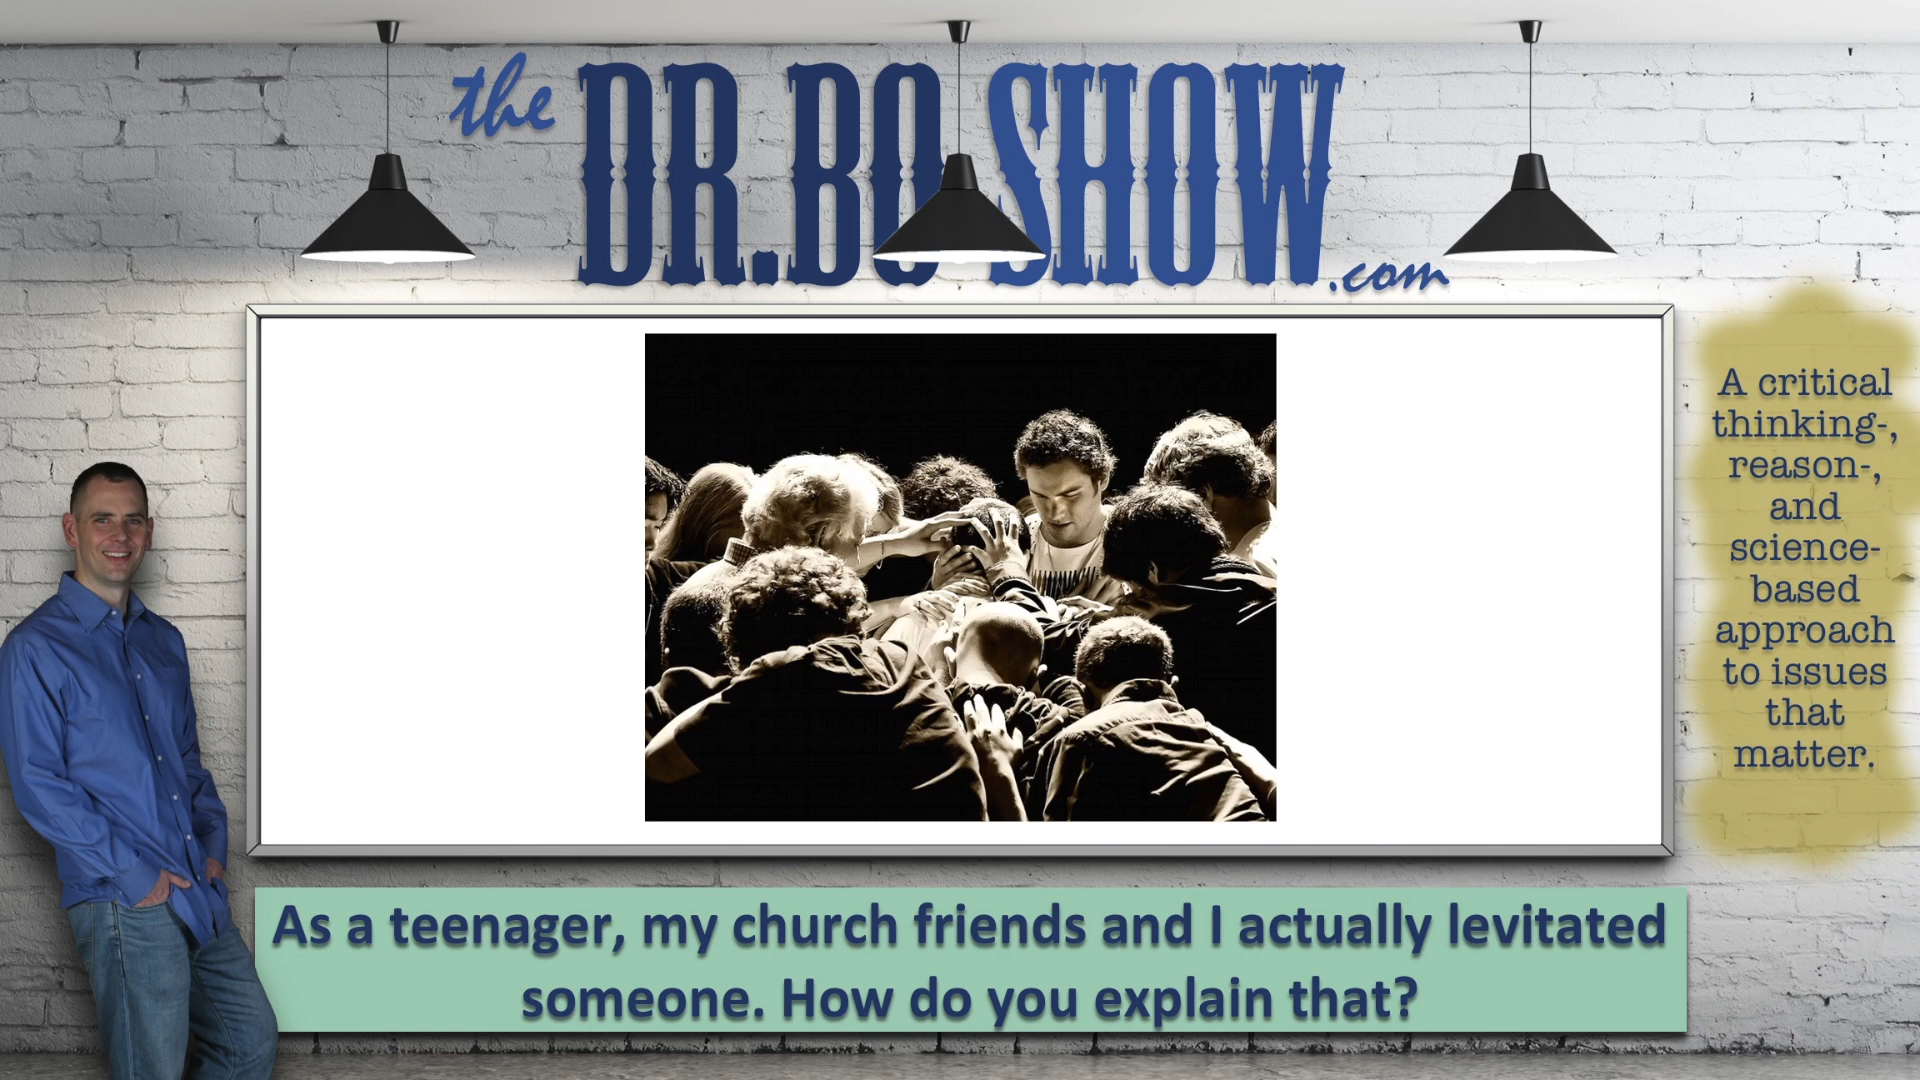 the DR.BO SHOW.com
A critical
thinking-,
reason-,
and
science-
based
approach
to issues
that
matter.
As a teenager, my church friends and I actually levitated
someone. How do you explain that?